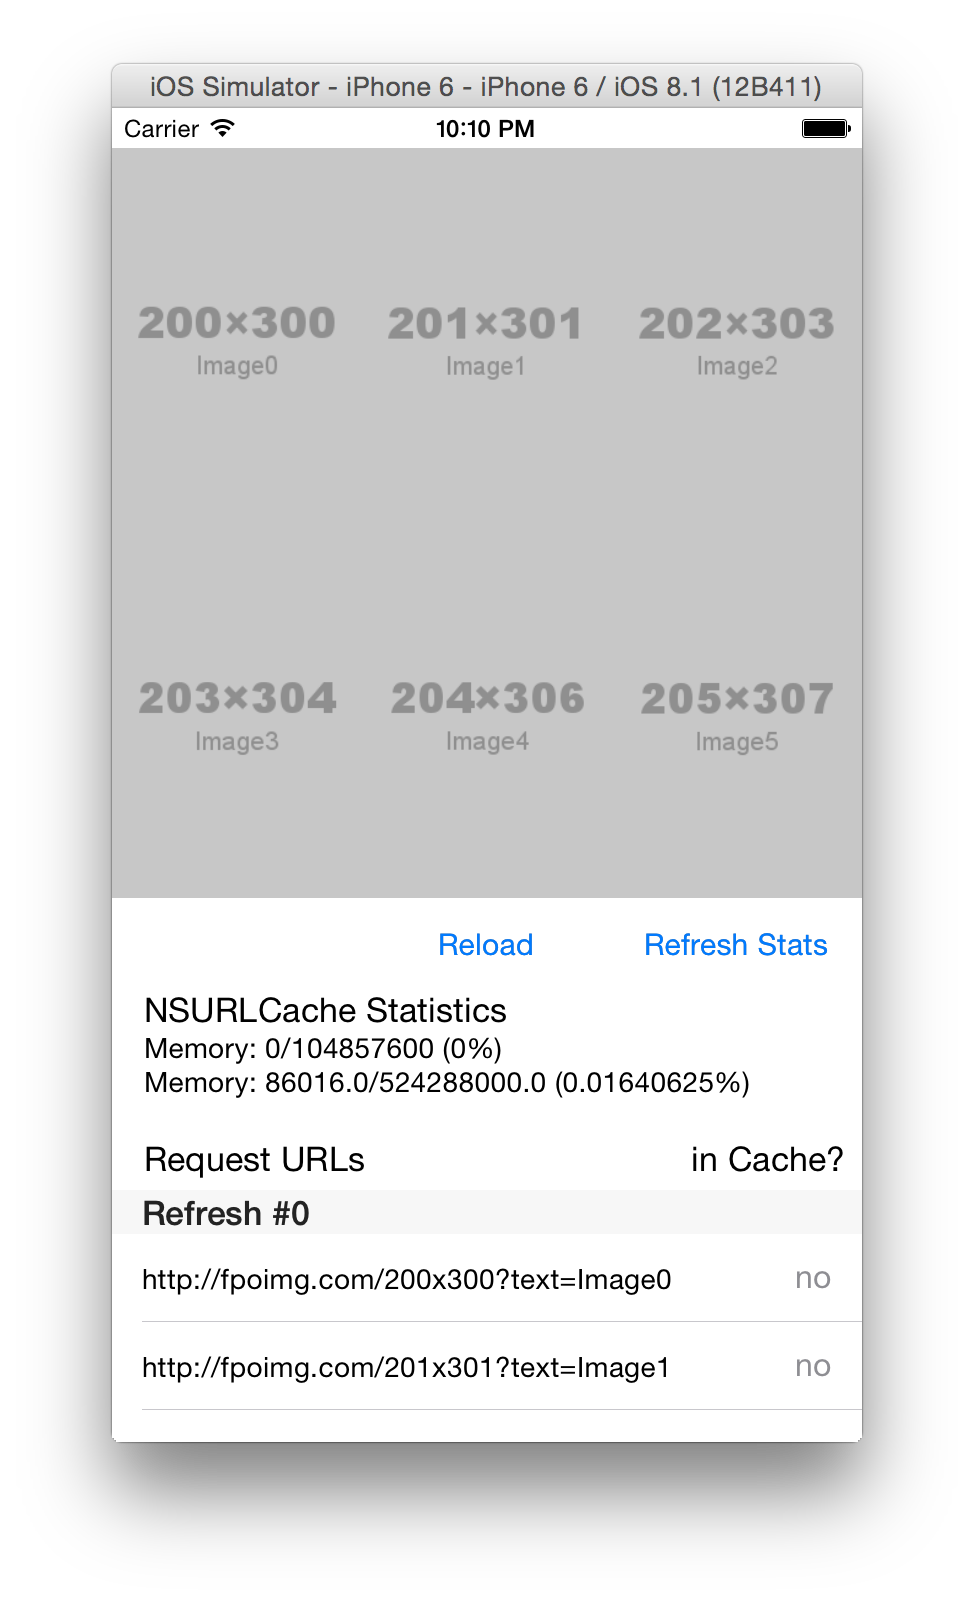 iOS Simulator - iPhone 6 - iPhone 6 / iOS 8.1 (12B411)
Carrier 10:10 PM
200×300 201×301 202×303
Image0 Image1 Image2
203×304 204×306 205×307
Image3 Image4 Image5
Reload Refresh Stats
NSURLCache Statistics
Memory: 0/104857600 (0%)
Memory: 86016.0/524288000.0 (0.01640625%)
Request URLs in Cache?
Refresh #0
http://fpoimg.com/200x300?text=Image0 no
http://fpoimg.com/201x301?text=Image1 no